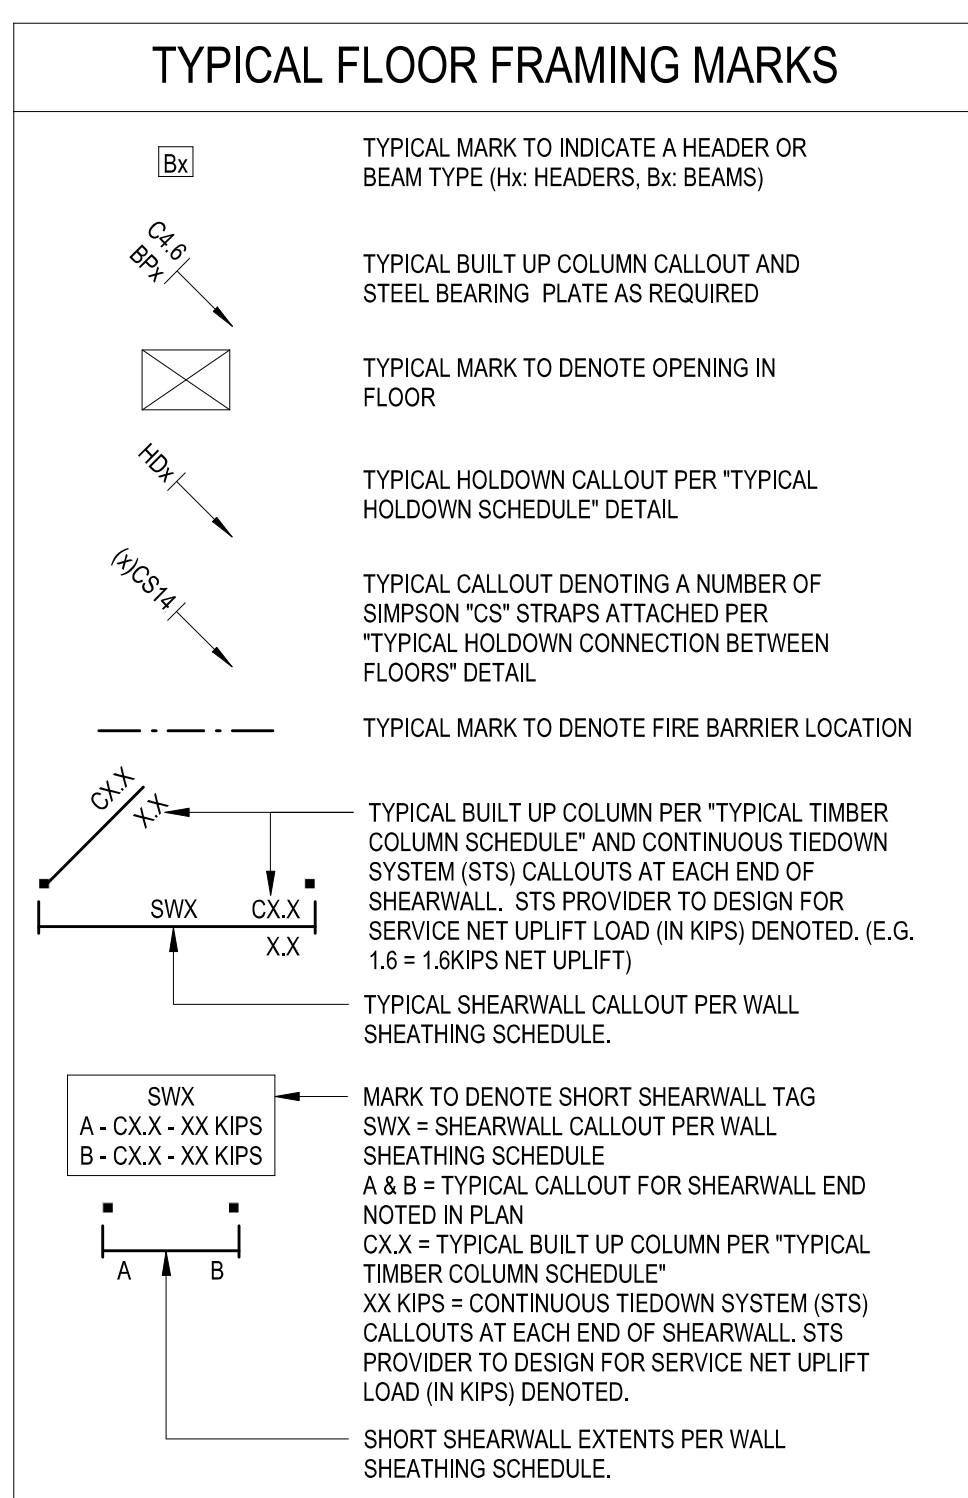 TYPICAL FLOOR FRAMING MARKS
Bx
TYPICAL MARK TO INDICATE A HEADER OR
BEAM TYPE (Hx: HEADERS, Bx: BEAMS)
C4.6
BPx
TYPICAL BUILT UP COLUMN CALLOUT AND
STEEL BEARING PLATE AS REQUIRED
TYPICAL MARK TO DENOTE OPENING IN
FLOOR
HDx
TYPICAL HOLDOWN CALLOUT PER "TYPICAL
HOLDOWN SCHEDULE" DETAIL
(x)CS14
TYPICAL CALLOUT DENOTING A NUMBER OF
SIMPSON "CS" STRAPS ATTACHED PER
"TYPICAL HOLDOWN CONNECTION BETWEEN
FLOORS" DETAIL
TYPICAL MARK TO DENOTE FIRE BARRIER LOCATION
CX.X
X.X
SWX
CX.X
X.X
TYPICAL BUILT UP COLUMN PER "TYPICAL TIMBER
COLUMN SCHEDULE" AND CONTINUOUS TIEDOWN
SYSTEM (STS) CALLOUTS AT EACH END OF
SHEARWALL. STS PROVIDER TO DESIGN FOR
SERVICE NET UPLIFT LOAD (IN KIPS) DENOTED. (E.G.
1.6 = 1.6KIPS NET UPLIFT)
TYPICAL SHEARWALL CALLOUT PER WALL
SHEATHING SCHEDULE.
SWX
A - CX.X - XX KIPS
B - CX.X - XX KIPS
A
B
MARK TO DENOTE SHORT SHEARWALL TAG
SWX = SHEARWALL CALLOUT PER WALL
SHEATHING SCHEDULE
A & B = TYPICAL CALLOUT FOR SHEARWALL END
NOTED IN PLAN
CX.X = TYPICAL BUILT UP COLUMN PER "TYPICAL
TIMBER COLUMN SCHEDULE"
XX KIPS = CONTINUOUS TIEDOWN SYSTEM (STS)
CALLOUTS AT EACH END OF SHEARWALL. STS
PROVIDER TO DESIGN FOR SERVICE NET UPLIFT
LOAD (IN KIPS) DENOTED.
SHORT SHEARWALL EXTENTS PER WALL
SHEATHING SCHEDULE.